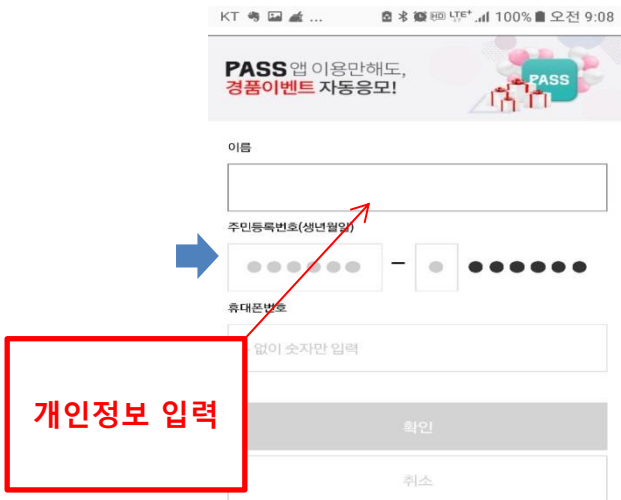 KT ... LTE+ 100% 오전 9:08
PASS 앱 이용만해도,
경품이벤트 자동응모!
PASS
이름
주민등록번호(생년월일)
-
휴대폰번호
없이 숫자만 입력
개인정보 입력
확인
취소